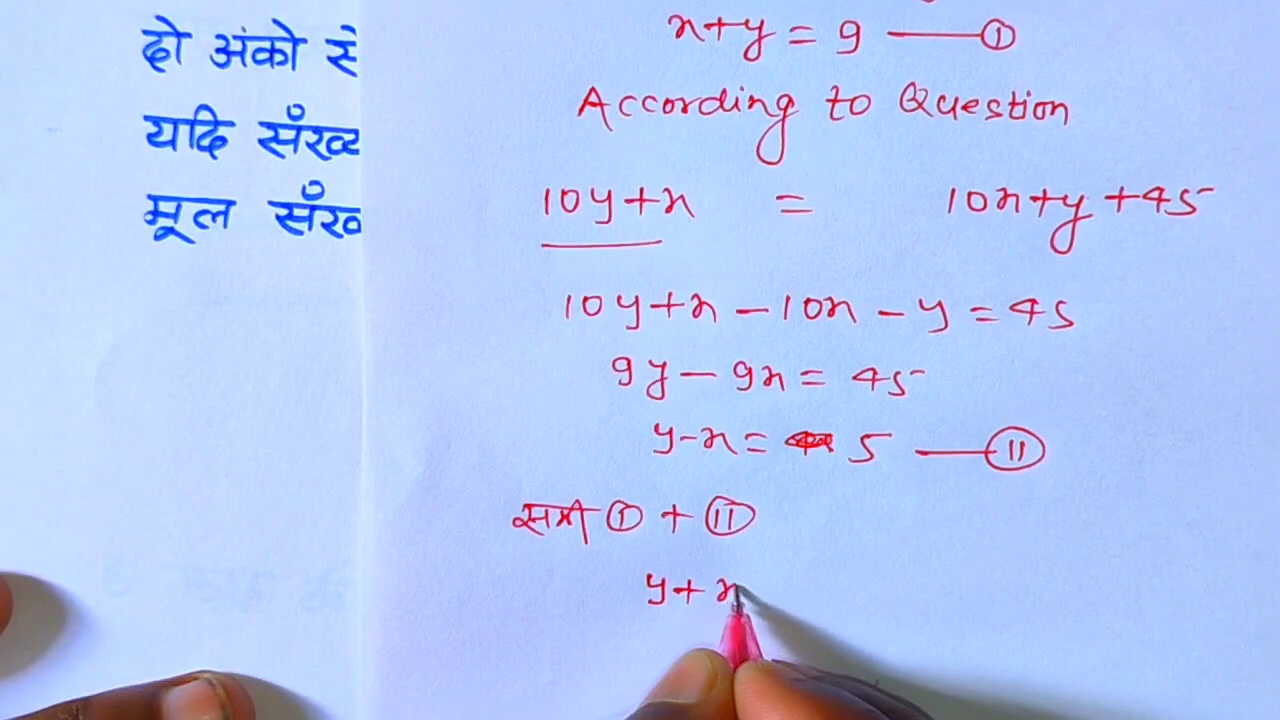 दो अंको से
यदि सँख्य
मूल सँख्
x+y = 9 —— ①
According to Question
10y+x = 10x+y+45
10y+x-10x-y=45
9y-9x=45
y-x= 5 —— ⑪
समी ① + ⑪
y+x